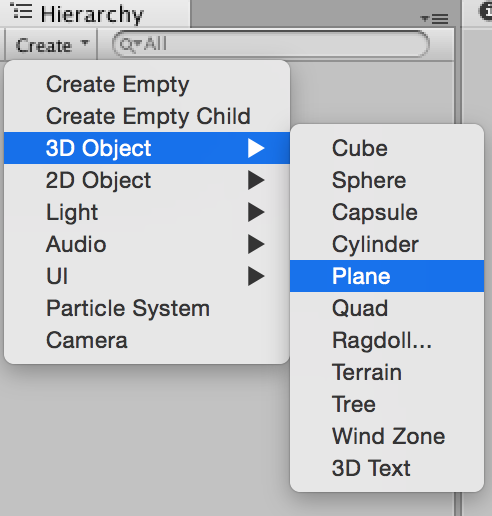 Hierarchy
Create
All
Create Empty
Create Empty Child
3D Object
2D Object
Light
Audio
UI
Particle System
Camera
Cube
Sphere
Capsule
Cylinder
Plane
Quad
Ragdoll...
Terrain
Tree
Wind Zone
3D Text